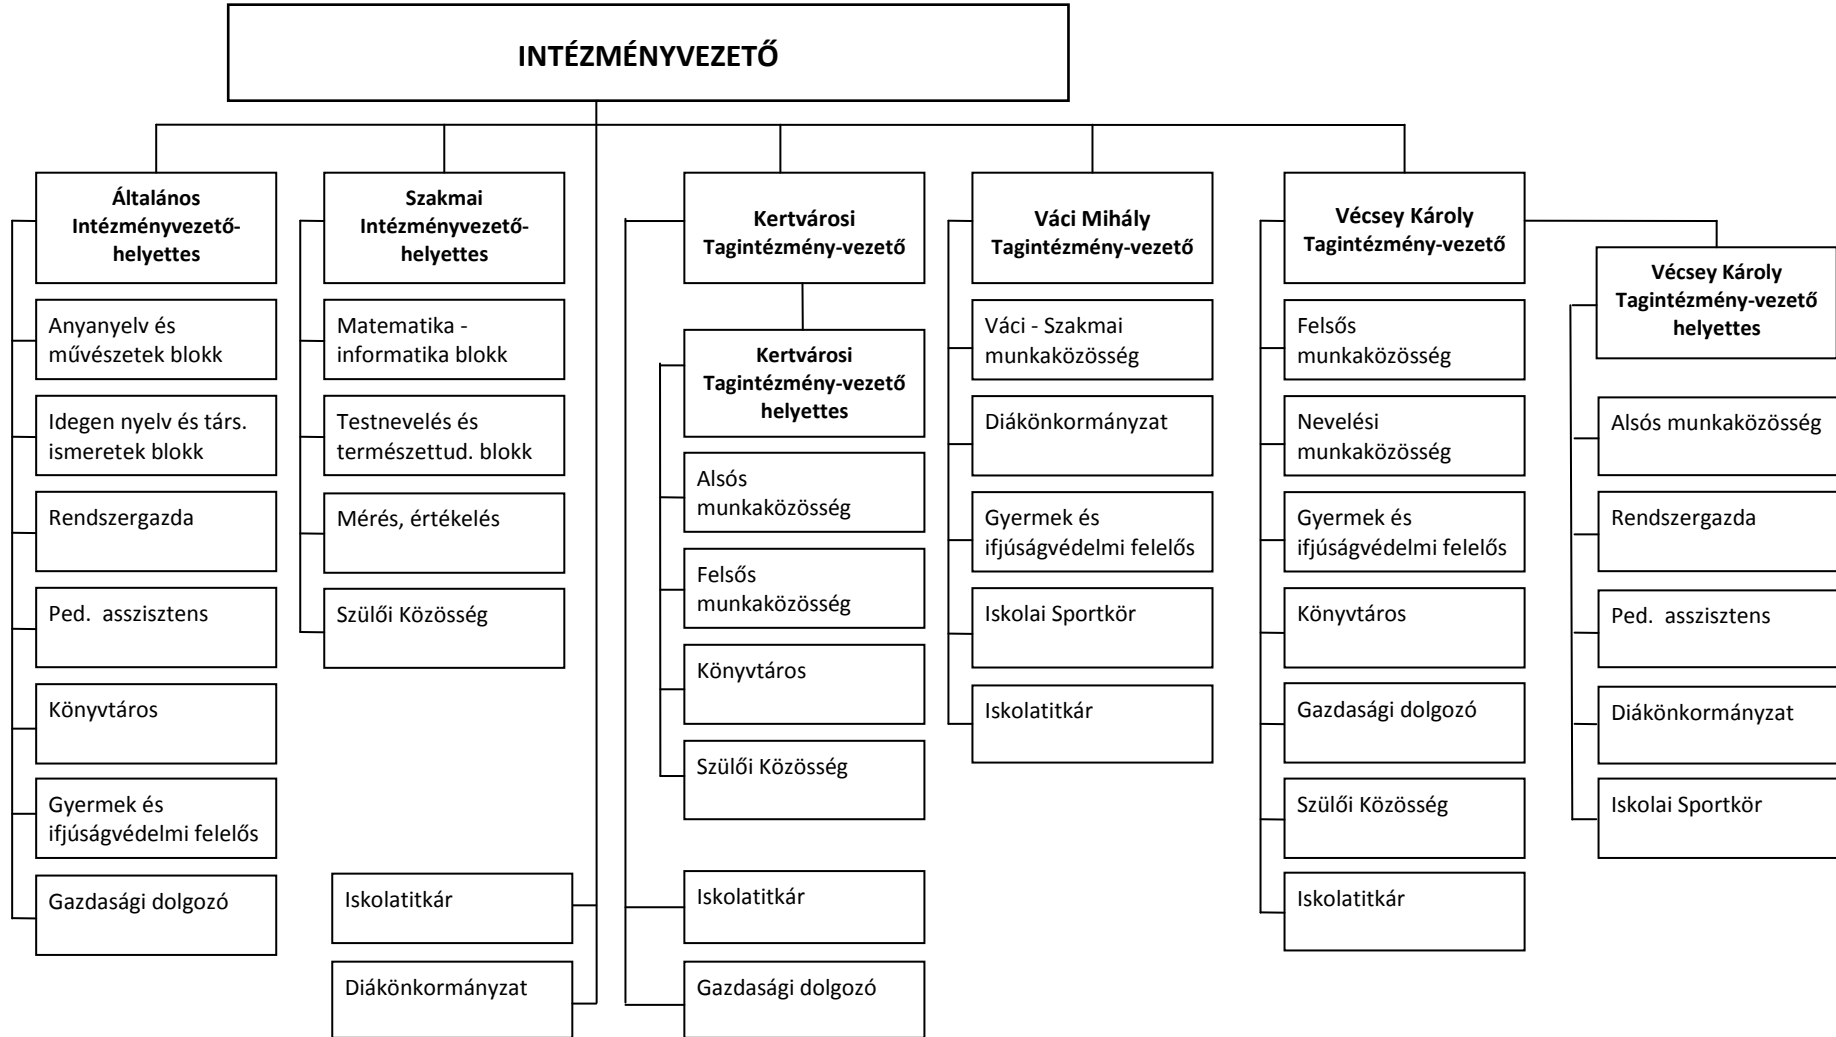 INTÉZMÉNYVEZETŐ
Általános
Intézményvezető-
helyettes
Anyanyelv és
művészetek blokk
Idegen nyelv és társ.
ismeretek blokk
Rendszergazda
Ped. asszisztens
Könyvtáros
Gyermek és
ifjúságvédelmi felelős
Gazdasági dolgozó
Szakmai
Intézményvezető-
helyettes
Matematika -
informatika blokk
Testnevelés és
természettud. blokk
Mérés, értékelés
Szülői Közösség
Iskolatitkár
Diákönkormányzat
Kertvárosi
Tagintézmény-vezető
Kertvárosi
Tagintézmény-vezető
helyettes
Alsós
munkaközösség
Felsős
munkaközösség
Könyvtáros
Szülői Közösség
Iskolatitkár
Gazdasági dolgozó
Váci Mihály
Tagintézmény-vezető
Váci - Szakmai
munkaközösség
Diákönkormányzat
Gyermek és
ifjúságvédelmi felelős
Iskolai Sportkör
Iskolatitkár
Vécsey Károly
Tagintézmény-vezető
Felsős
munkaközösség
Nevelési
munkaközösség
Gyermek és
ifjúságvédelmi felelős
Könyvtáros
Gazdasági dolgozó
Szülői Közösség
Iskolatitkár
Vécsey Károly
Tagintézmény-vezető
helyettes
Alsós munkaközösség
Rendszergazda
Ped. asszisztens
Diákönkormányzat
Iskolai Sportkör